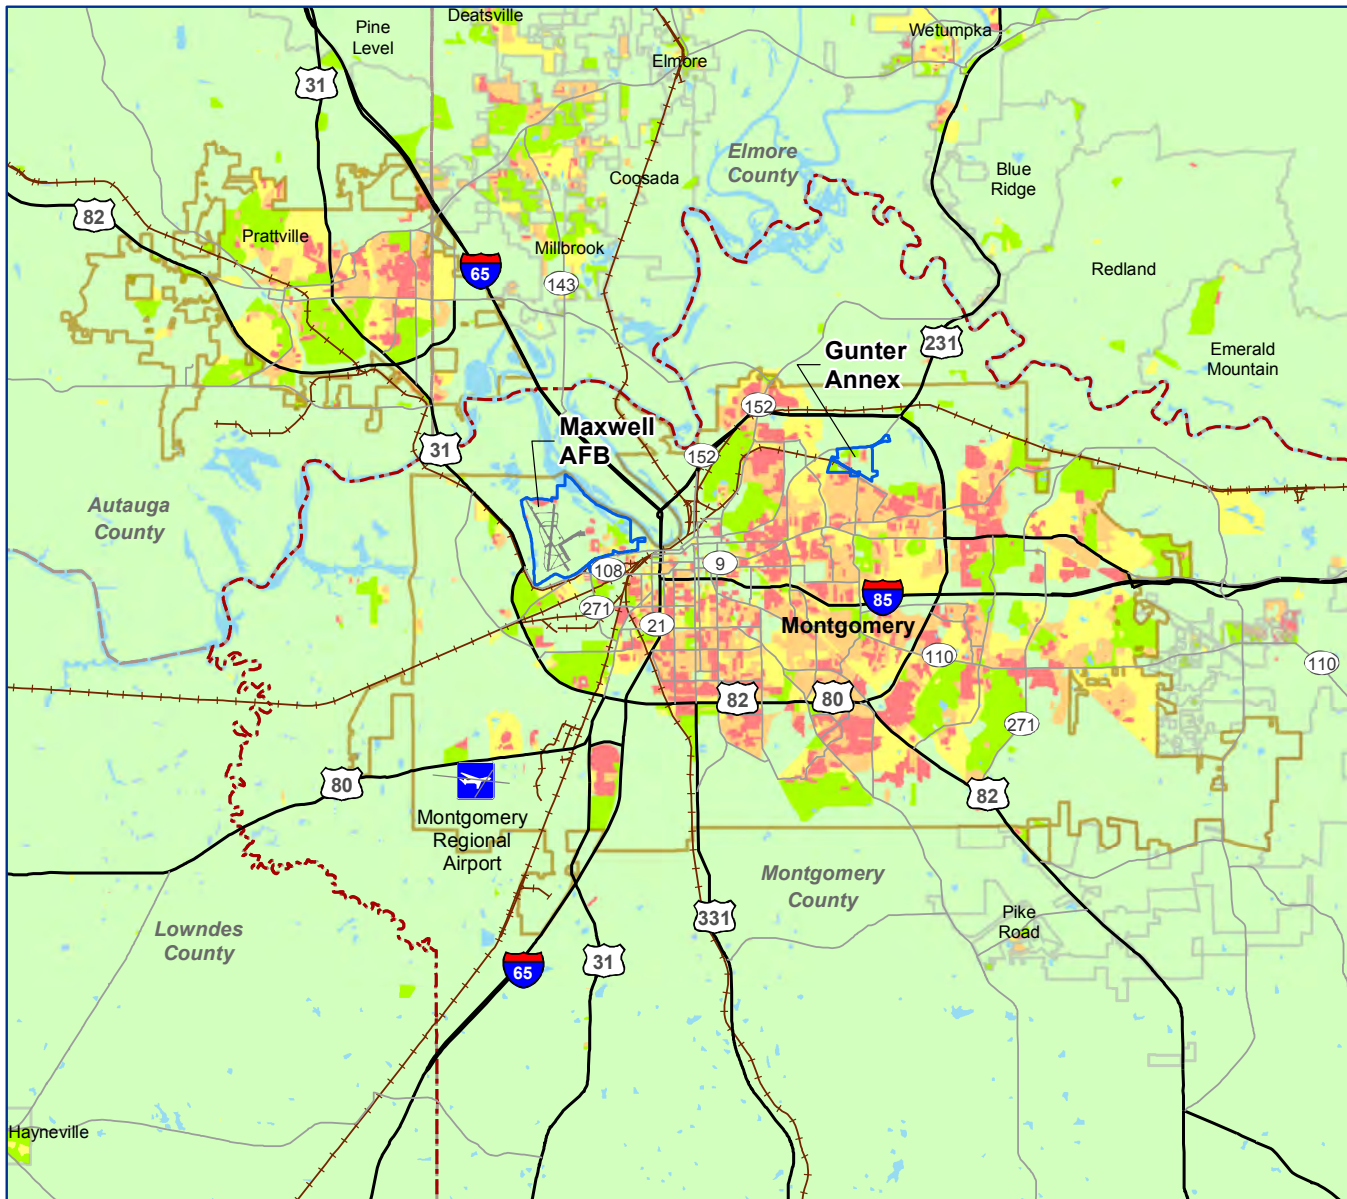 Deatsville
Pine
Level
Wetumpka
Elmore
31
Elmore
County
Blue
Ridge
Coosada
82
Prattville
Millbrook
65
143
Redland
231
Gunter
Annex
Emerald
Mountain
152
Maxwell
AFB
31
152
Autauga
County
108
9
271
85
21
Montgomery
110
110
82
80
271
80
82
Montgomery
Regional
Airport
Montgomery
County
331
Pike
Road
Lowndes
County
65
31
Hayneville